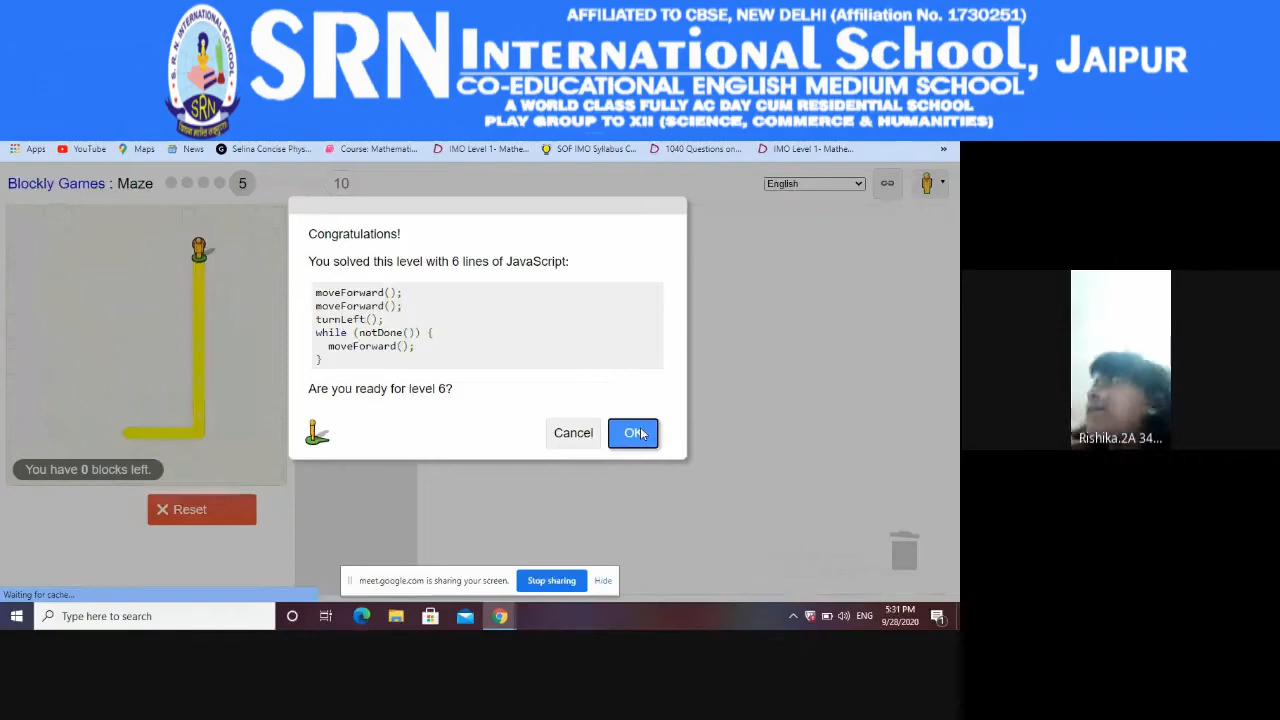 AFFILIATED TO CBSE, NEW DELHI (Affiliation No. 1730251)
SRN INTERNATIONAL SCHOOL, JAIPUR
CO-EDUCATIONAL ENGLISH MEDIUM SCHOOL
A WORLD CLASS FULLY AC DAY CUM RESIDENTIAL SCHOOL
PLAY GROUP TO XII (SCIENCE, COMMERCE & HUMANITIES)
S. R. N. INTERNATIONAL SCHOOL
SRN
Apps YouTube Maps News Selina Concise Phys... Course: Mathemati... IMO Level 1- Mathe... SOF IMO Syllabus C... 1040 Questions on... IMO Level 1- Mathe... »
Blockly Games : Maze 5 10 English
Congratulations!
You solved this level with 6 lines of JavaScript:
moveForward();
moveForward();
turnLeft();
while (notDone()) {
moveForward();
}
Are you ready for level 6?
Cancel OK
You have 0 blocks left.
Reset
Rishika.2A 34...
meet.google.com is sharing your screen. Stop sharing Hide
Waiting for cache...
Type here to search
ENG
5:31 PM
9/28/2020
1